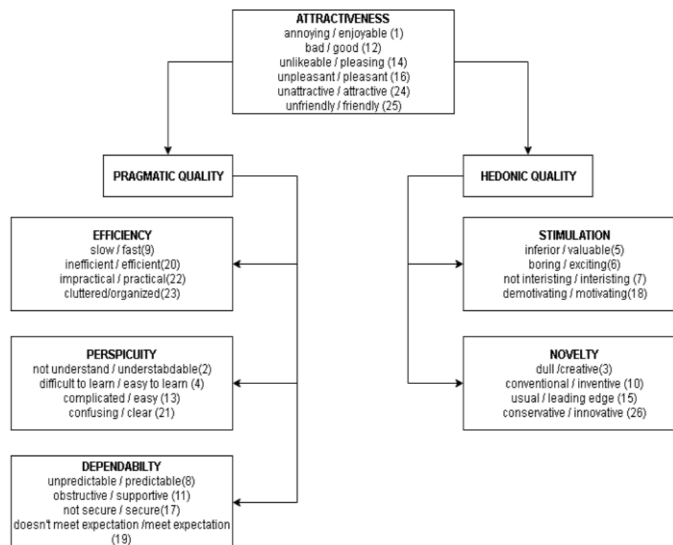 ATTRACTIVENESS
annoying / enjoyable (1)
bad / good (12)
unlikeable / pleasing (14)
unpleasant / pleasant (16)
unattractive / attractive (24)
unfriendly / friendly (25)
PRAGMATIC QUALITY
HEDONIC QUALITY
EFFICIENCY
slow / fast(9)
inefficient / efficient(20)
impractical / practical(22)
cluttered/organized(23)
STIMULATION
inferior / valuable(5)
boring / exciting(6)
not interisting / interisting (7)
demotivating / motivating(18)
PERSPICUITY
not understand / understabdable(2)
difficult to learn / easy to learn (4)
complicated / easy (13)
confusing / clear (21)
NOVELTY
dull /creative(3)
conventional / inventive (10)
usual / leading edge (15)
conservative / innovative (26)
DEPENDABILTY
unpredictable / predictable(8)
obstructive / supportive (11)
not secure / secure(17)
doesn't meet expectation /meet expectation
(19)